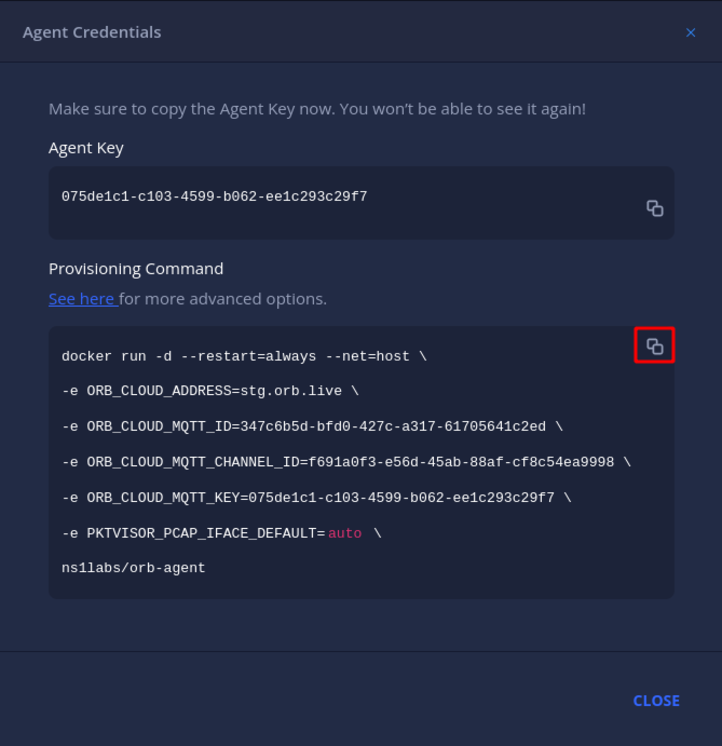 Agent Credentials
Make sure to copy the Agent Key now. You won’t be able to see it again!
Agent Key
075de1c1-c103-4599-b062-ee1c293c29f7
Provisioning Command
See here for more advanced options.
docker run -d --restart=always --net=host \
-e ORB_CLOUD_ADDRESS=stg.orb.live \
-e ORB_CLOUD_MQTT_ID=347c6b5d-bfd0-427c-a317-61705641c2ed \
-e ORB_CLOUD_MQTT_CHANNEL_ID=f691a0f3-e56d-45ab-88af-cf8c54ea9998 \
-e ORB_CLOUD_MQTT_KEY=075de1c1-c103-4599-b062-ee1c293c29f7 \
-e PKTVISOR_PCAP_IFACE_DEFAULT=auto \
ns1labs/orb-agent
CLOSE